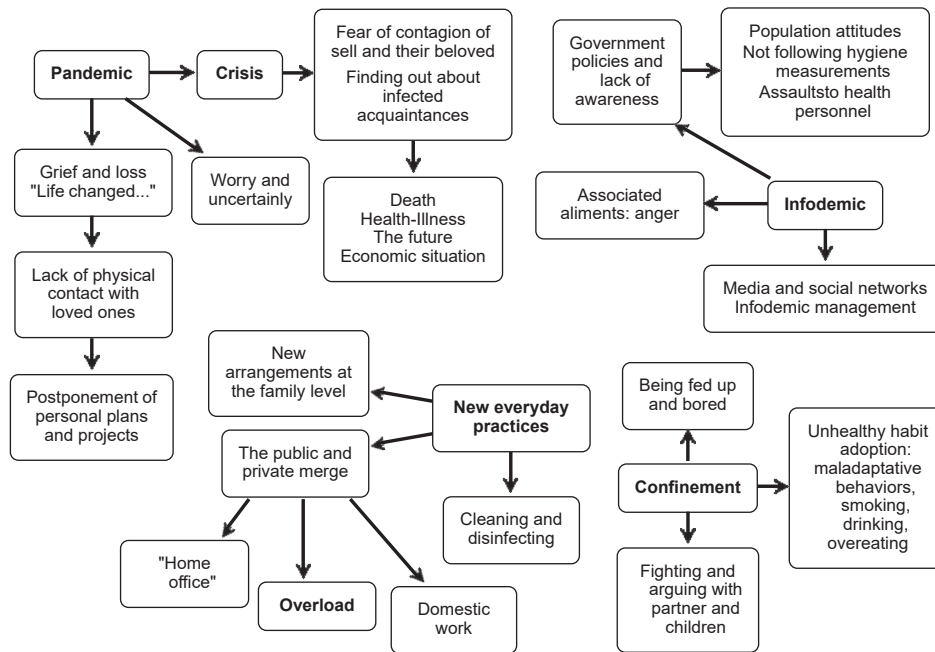 Pandemic
Crisis
Fear of contagion of
sell and their beloved
Finding out about
infected
acquaintances
Grief and loss
"Life changed..."
Worry and
uncertainly
Death
Health-Illness
The future
Economic situation
Lack of physical
contact with
loved ones
Postponement of
personal plans
and projects
Government
policies and
lack of
awareness
Population attitudes
Not following hygiene
measurements
Assaultsto health
personnel
Associated
aliments: anger
Infodemic
Media and social networks
Infodemic management
New
arrangements at
the family level
New everyday
practices
The public and
private merge
Cleaning and
disinfecting
"Home
office"
Overload
Domestic
work
Being fed up
and bored
Confinement
Unhealthy habit
adoption:
maladaptative
behaviors,
smoking,
drinking,
overeating
Fighting and
arguing with
partner and
children